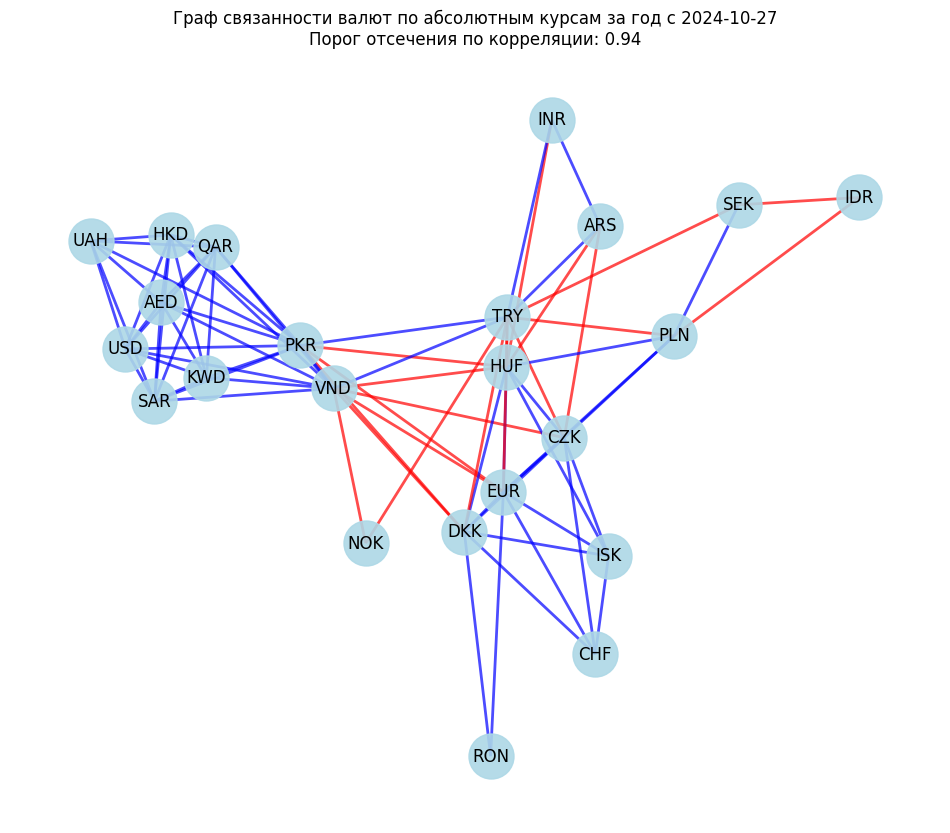 Граф связанности валют по абсолютным курсам за год с 2024-10-27
Порог отсечения по корреляции: 0.94
INR
SEK
IDR
ARS
UAH
HKD
QAR
AED
TRY
USD
PKR
PLN
HUF
KWD
VND
SAR
CZK
EUR
DKK
NOK
ISK
CHF
RON